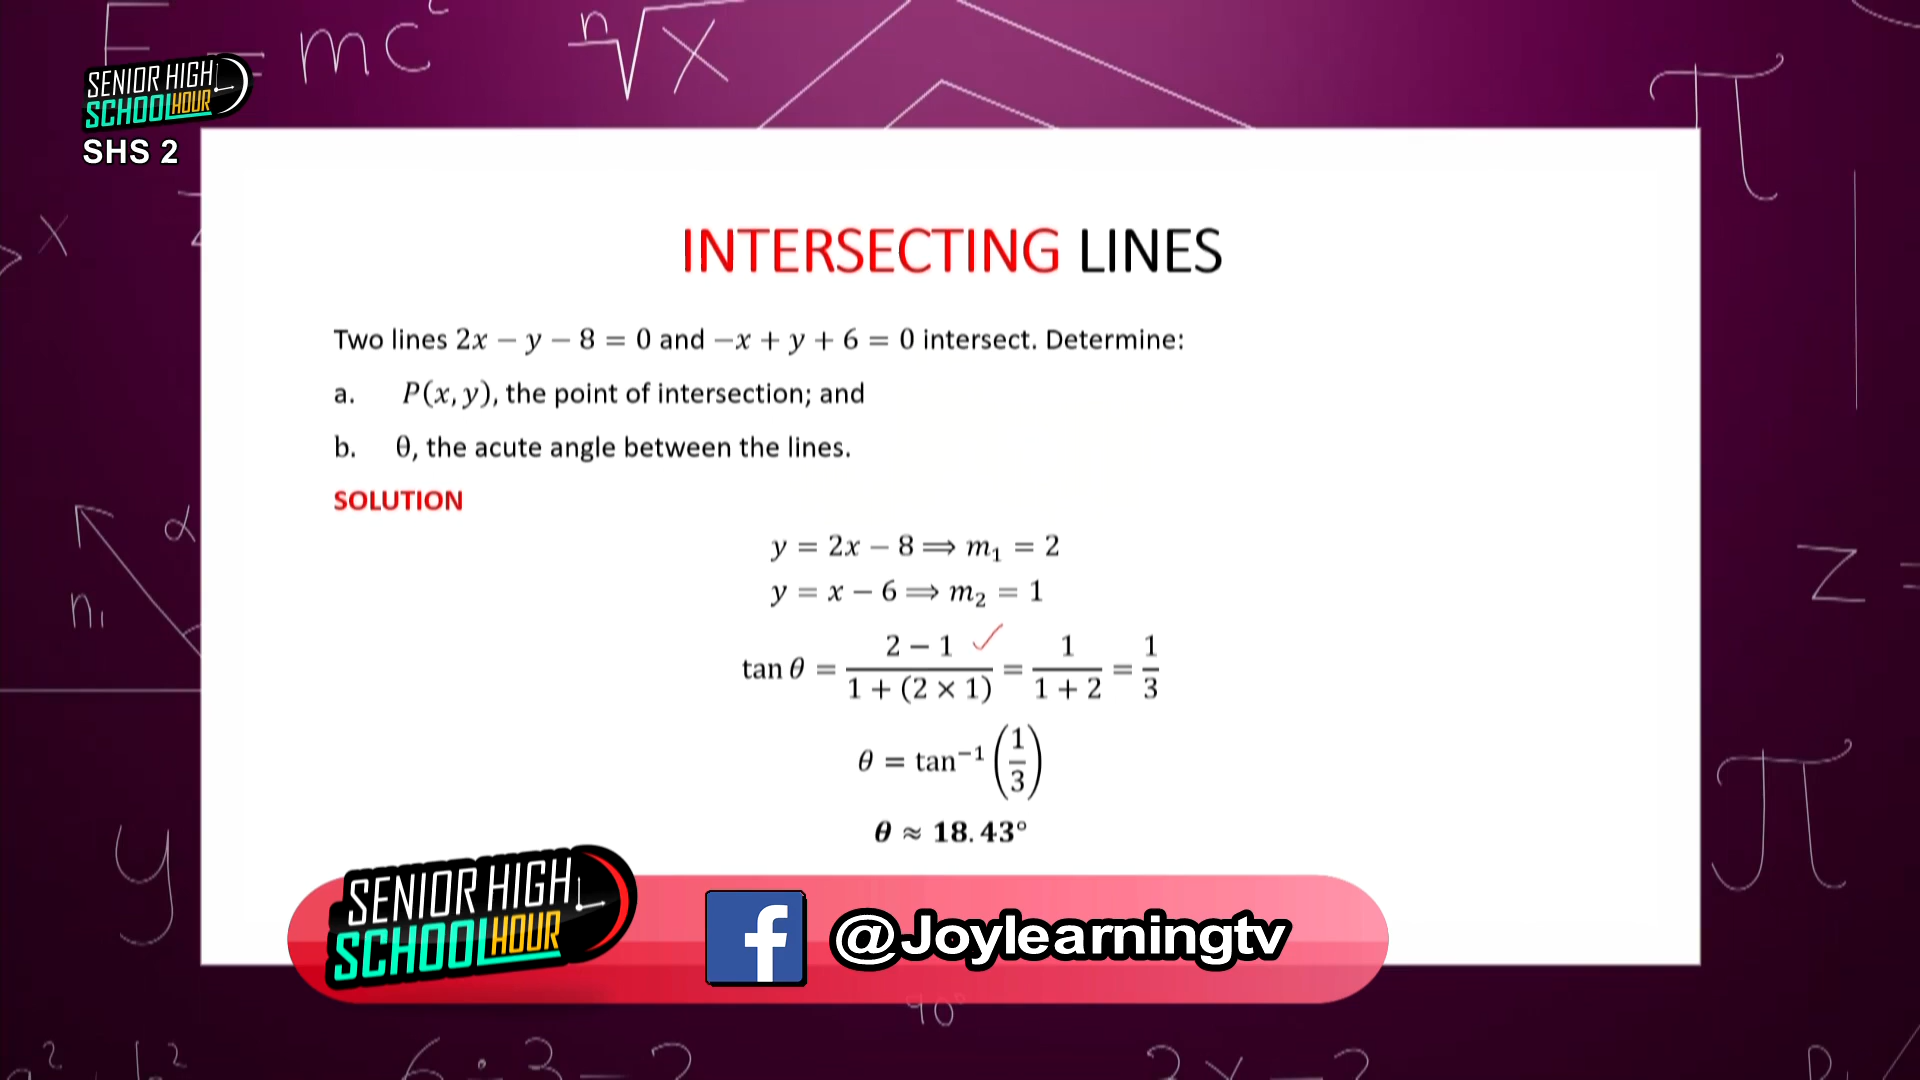 E = mc²
ⁿ√x
π
SENIOR HIGH
SCHOOL HOUR
SHS 2
x
INTERSECTING LINES
Two lines 2x − y − 8 = 0 and −x + y + 6 = 0 intersect. Determine:
a. P(x, y), the point of intersection; and
b. θ, the acute angle between the lines.
SOLUTION
α
n₁
y = 2x − 8 ⟹ m₁ = 2
y = x − 6 ⟹ m₂ = 1
z =
tan θ = (2 − 1)/(1 + (2 × 1)) = 1/(1 + 2) = 1/3
θ = tan⁻¹(1/3)
π
θ ≈ 18.43°
y
SENIOR HIGH
SCHOOL HOUR
@Joylearningtv
90°